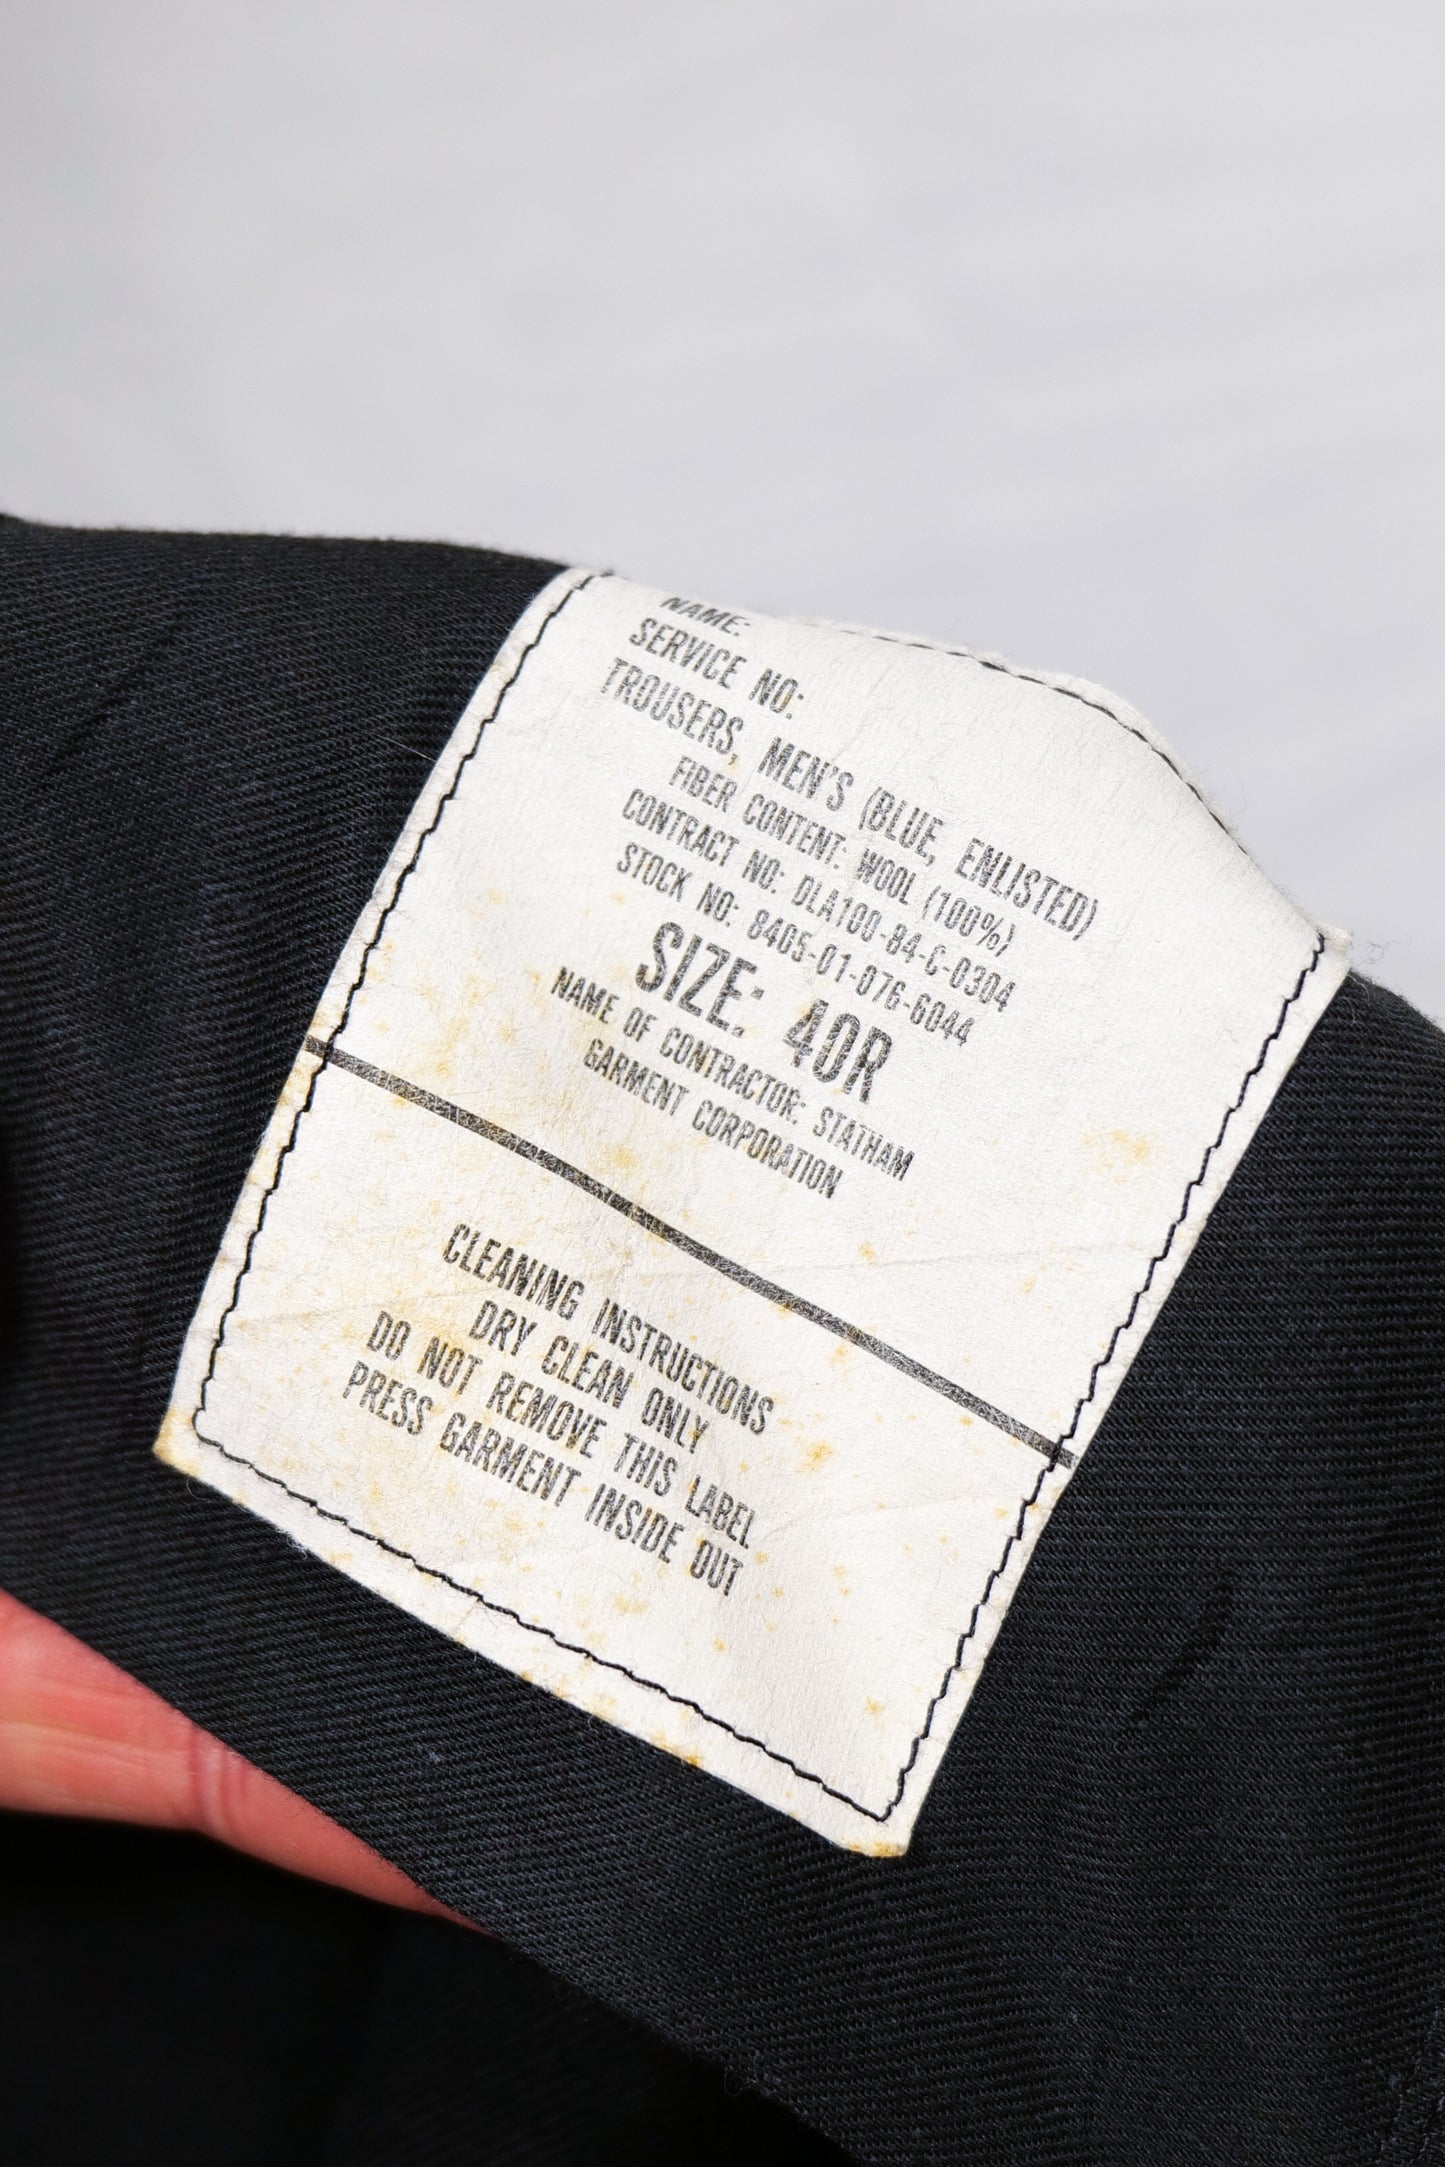 NAME:
SERVICE NO:
TROUSERS, MEN'S (BLUE, ENLISTED)
FIBER CONTENT: WOOL (100%)
CONTRACT NO: DLA100-84-C-0304
STOCK NO: 8405-01-076-6044
SIZE: 40R
NAME OF CONTRACTOR: STATHAM
GARMENT CORPORATION
CLEANING INSTRUCTIONS
DRY CLEAN ONLY
DO NOT REMOVE THIS LABEL
PRESS GARMENT INSIDE OUT